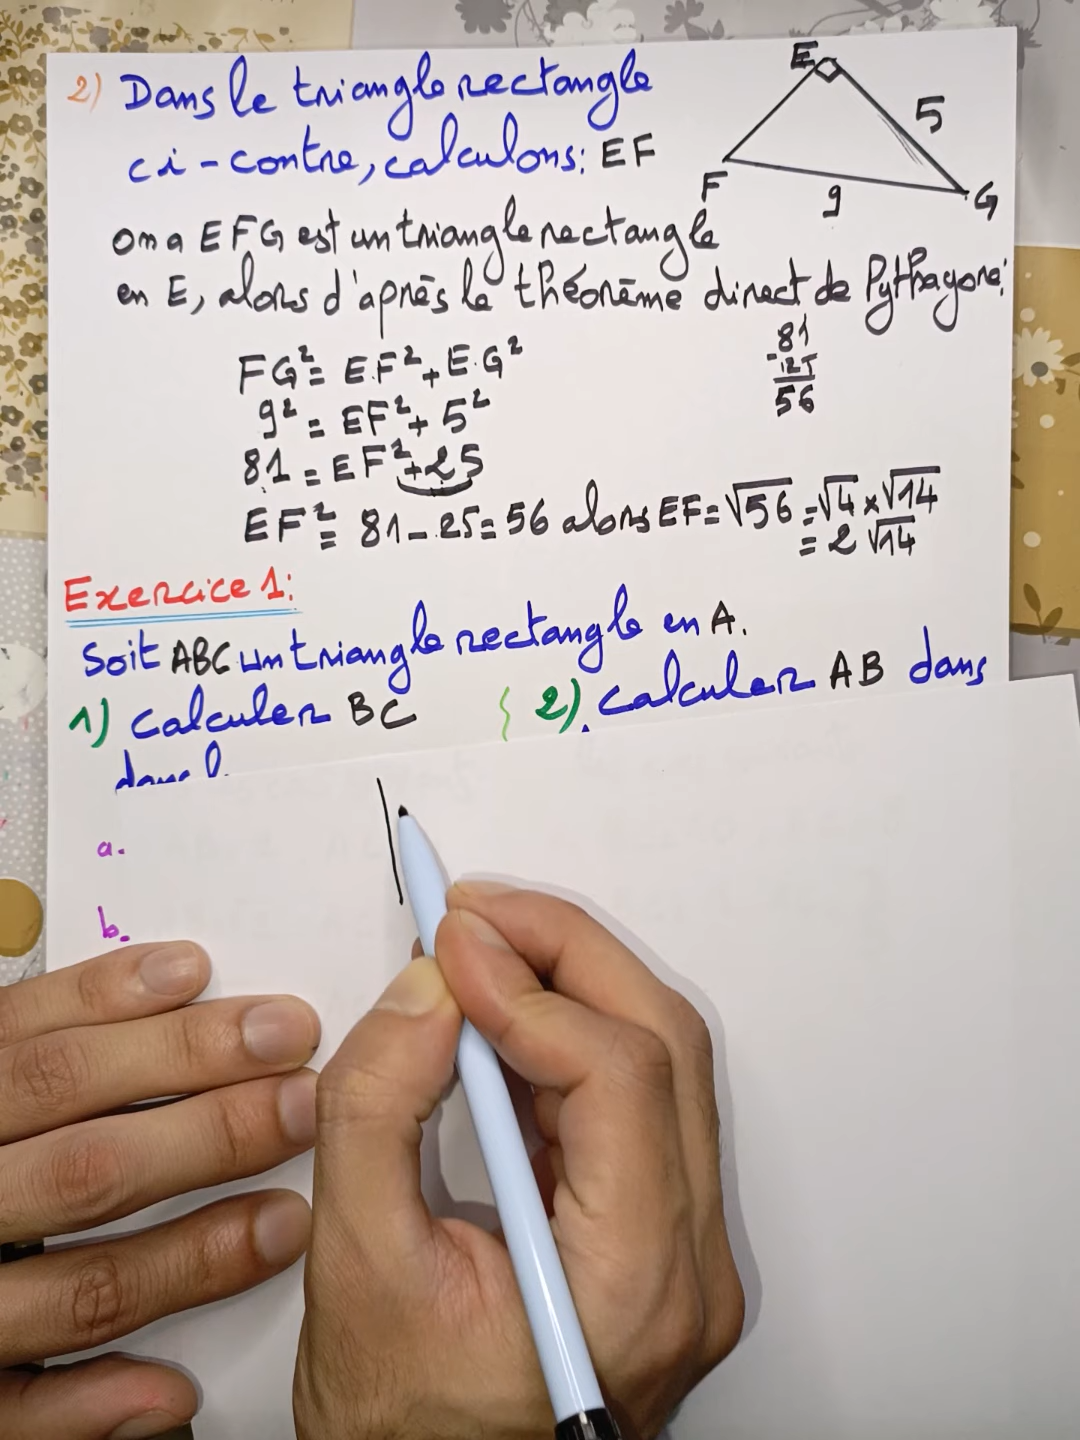 2) Dans le triangle rectangle
ci-contre, calculons: EF
E
5
F
9
G
on a EFG est un triangle rectangle
en E, alors d'après le théorème direct de Pythagore:
FG² = EF² + EG²
9² = EF² + 5²
81 = EF² + 25
81
- 25
56
EF² = 81 - 25 = 56 alors EF = √56 = √4 × √14
= 2√14
Exercice 1:
Soit ABC un triangle rectangle en A.
1) calculer BC
2). calculer AB dans
a.
b.